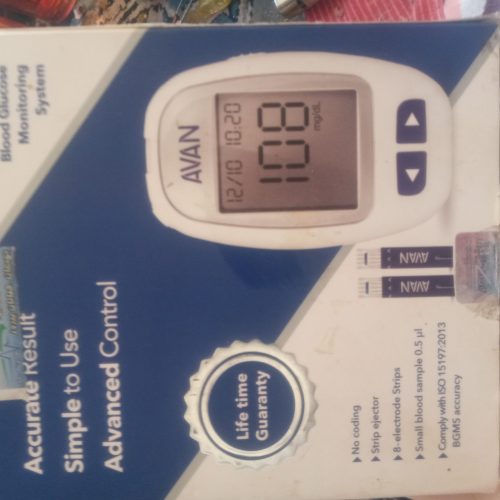 Blood Glucose
Monitoring
System
AVAN
12/10 10:20
108
mg/dL
AVAN
AVAN
Accurate Result
Simple to Use
Advanced Control
Life time
Guaranty
No coding
Strip ejector
8-electrode Strips
Small blood sample 0.5 µl
Comply with ISO 15197:2013
BGMS accuracy